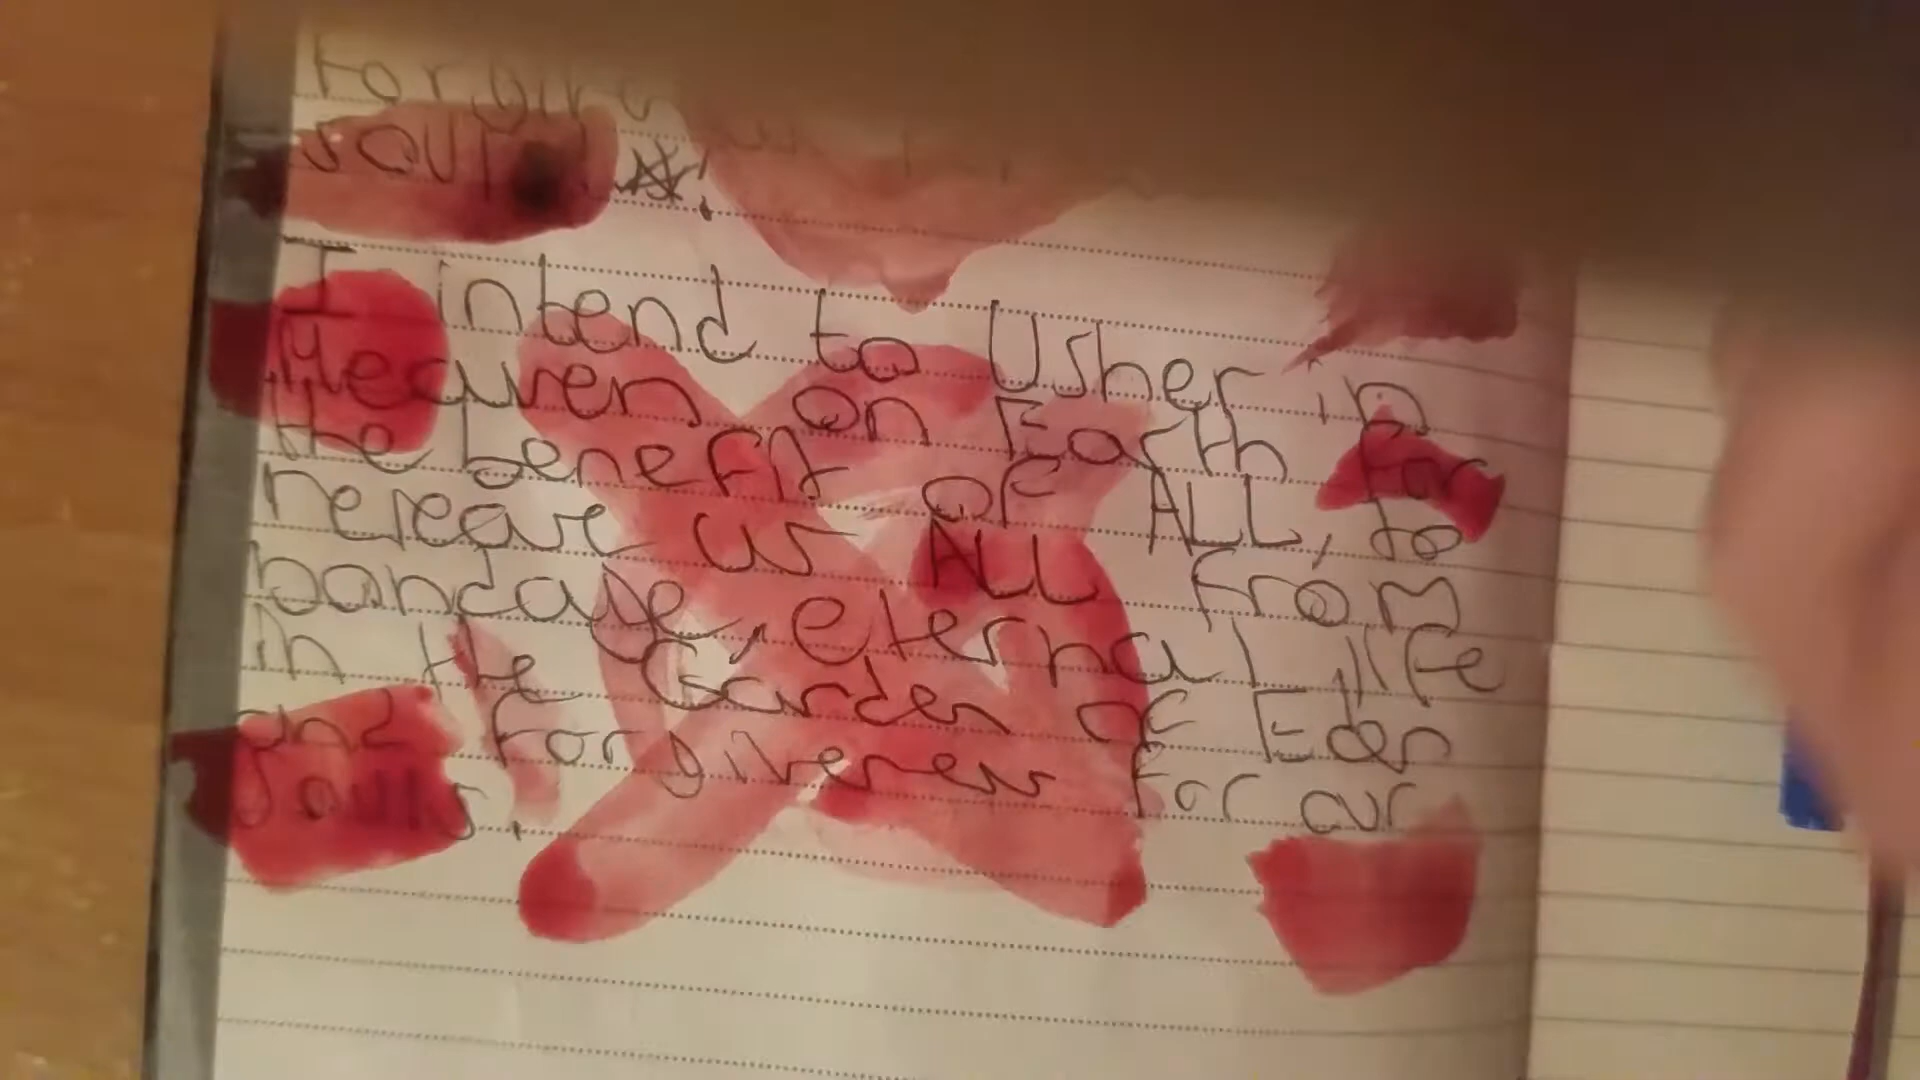 Forgive
soul
I intend to Usher in
Heaven on Earth For
the benefit of ALL, to
release us ALL From
bondage, eternal life
in the Garden of Eden
and Forgiveness For our
Souls.